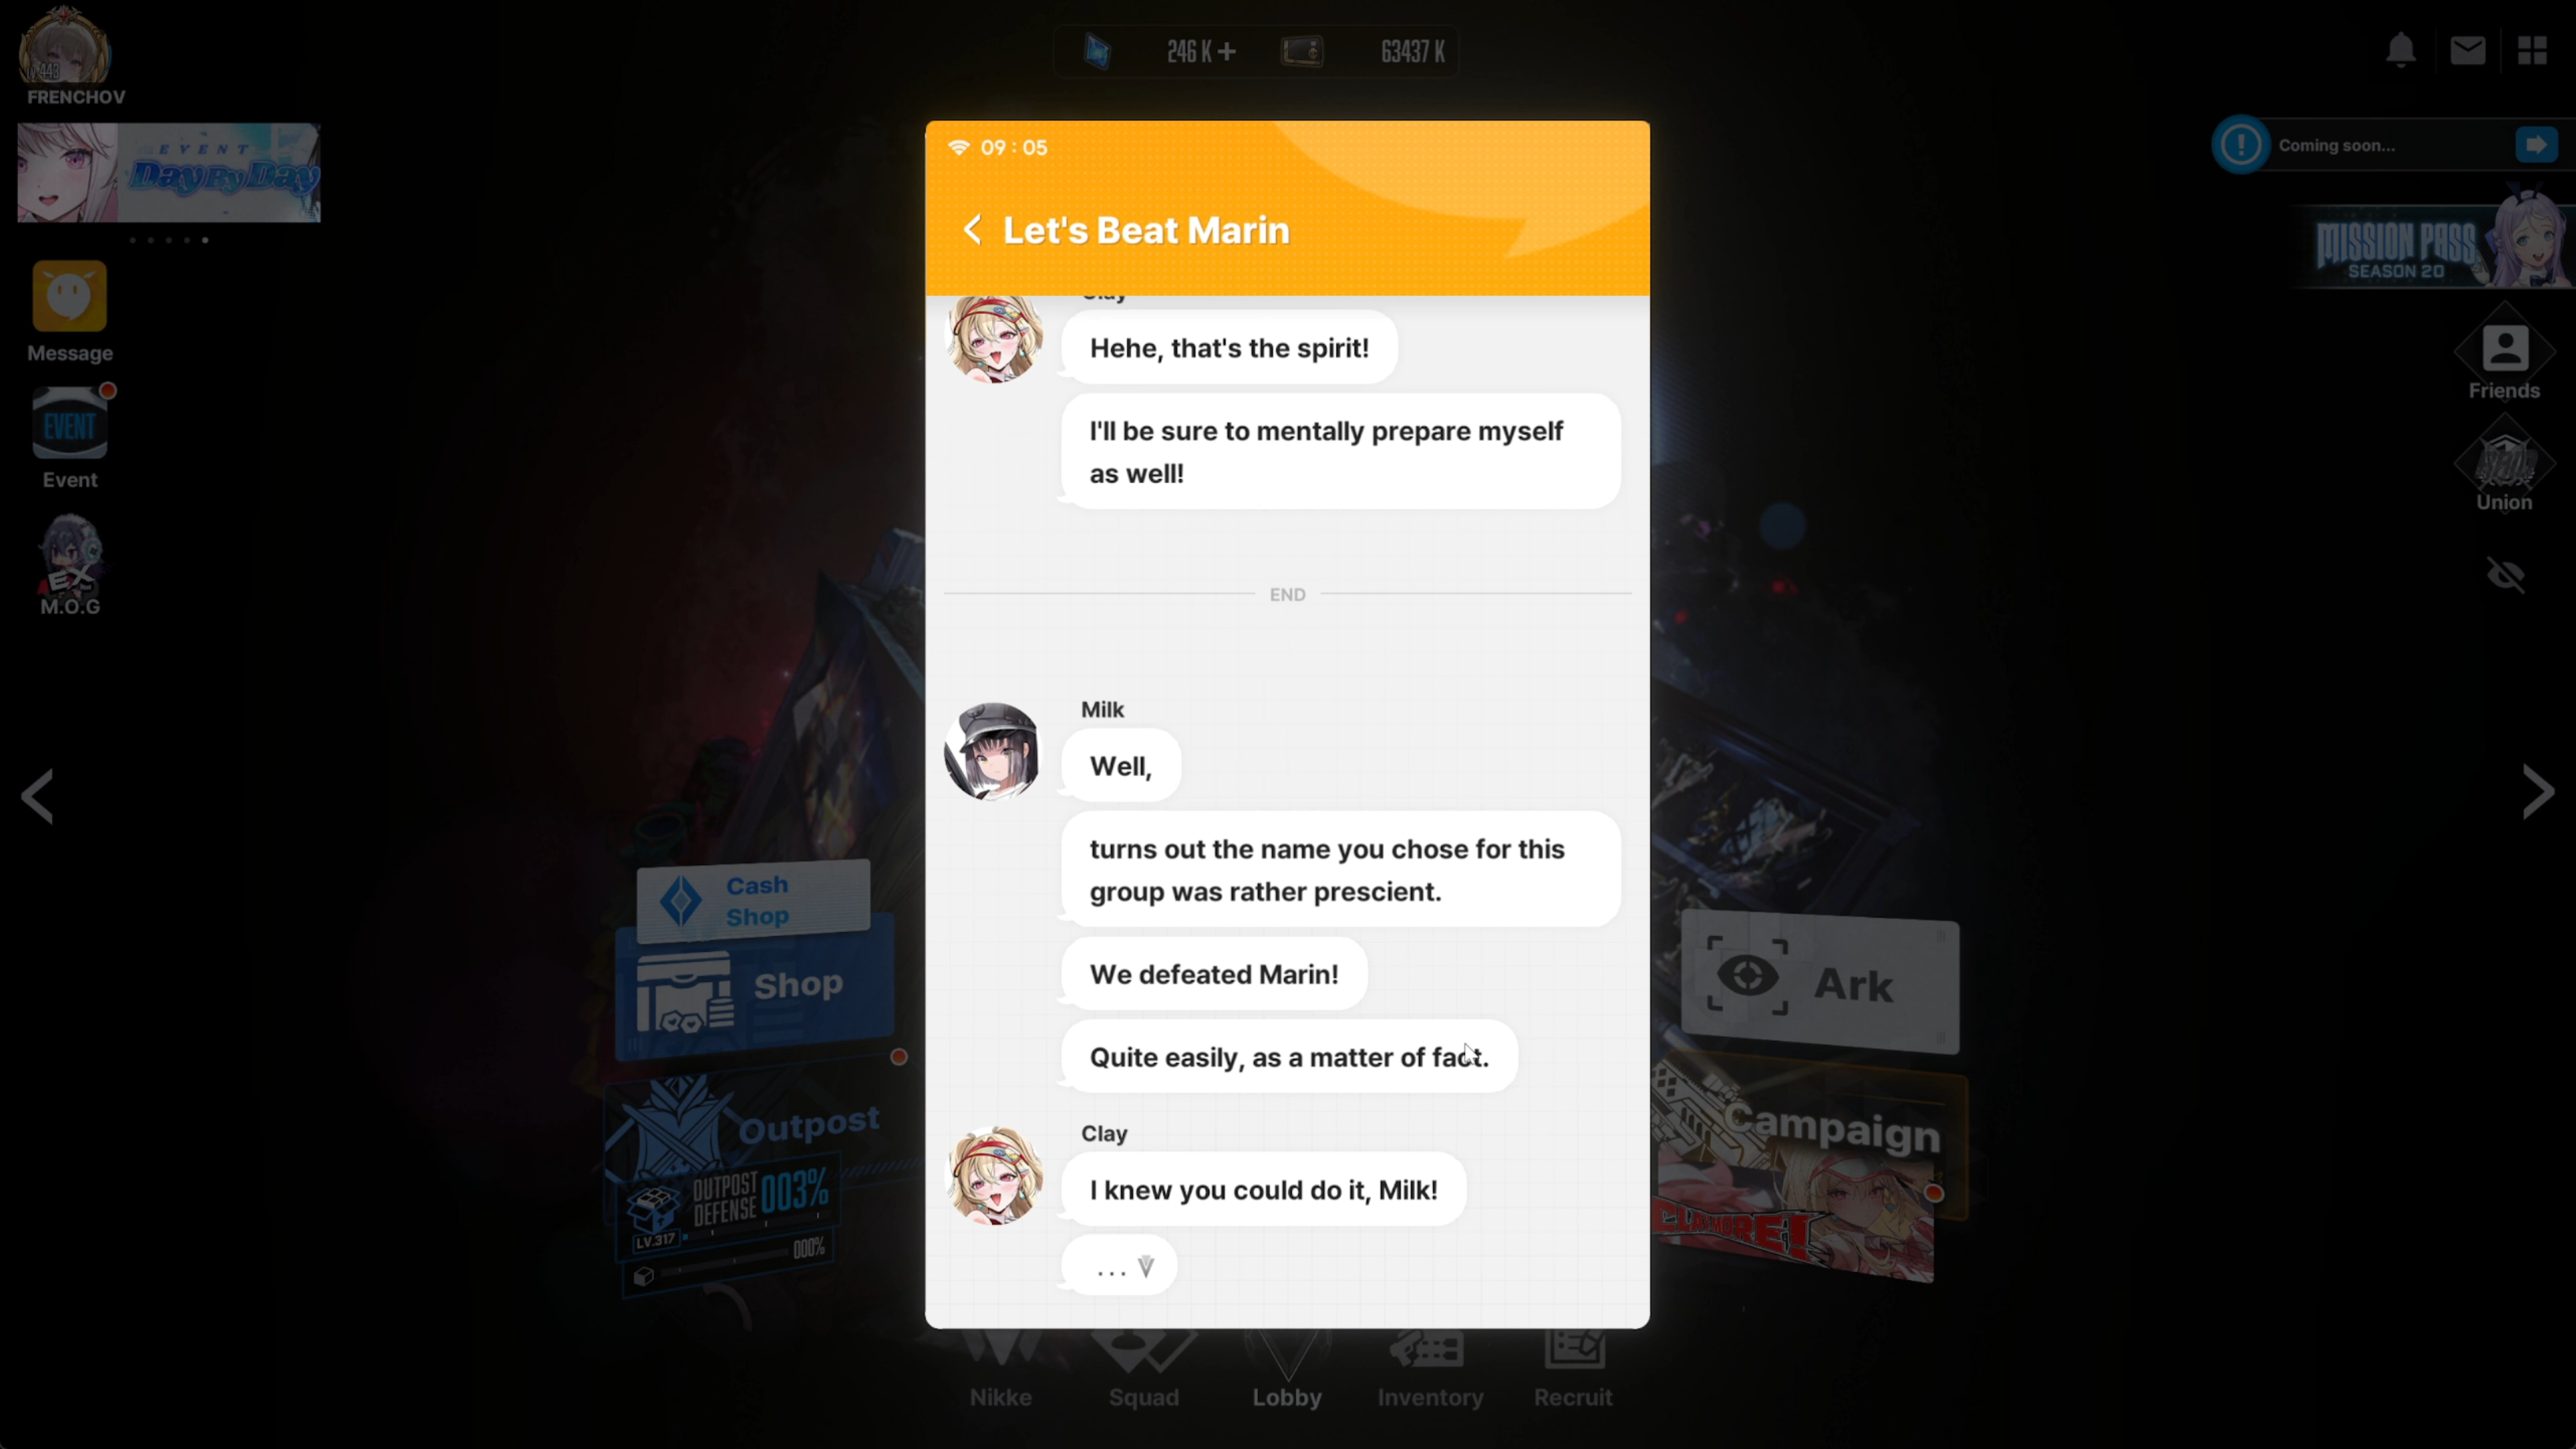 LV.443
FRENCHOV
246 K +
63437 K
EVENT
Day By Day
Message
EVENT
Event
EX
M.O.G
Coming soon...
MISSION PASS
SEASON 20
Friends
Union
09 : 05
Let's Beat Marin
Clay
Hehe, that's the spirit!
I'll be sure to mentally prepare myself
as well!
END
Milk
Well,
turns out the name you chose for this
group was rather prescient.
We defeated Marin!
Quite easily, as a matter of fact.
Clay
I knew you could do it, Milk!
...
Cash
Shop
Shop
Outpost
OUTPOST
DEFENSE
003%
LV.317
000%
Ark
Campaign
Nikke
Squad
Lobby
Inventory
Recruit